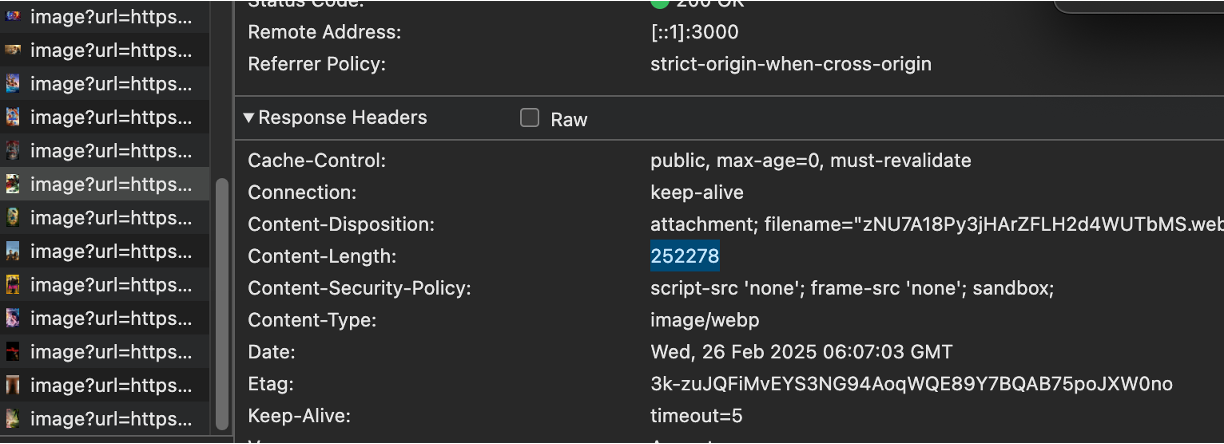 image?url=https...
image?url=https...
image?url=https...
image?url=https...
image?url=https...
image?url=https...
image?url=https...
image?url=https...
image?url=https...
image?url=https...
image?url=https...
image?url=https...
image?url=https...
Status Code: 200 OK
Remote Address: [::1]:3000
Referrer Policy: strict-origin-when-cross-origin
Response Headers Raw
Cache-Control: public, max-age=0, must-revalidate
Connection: keep-alive
Content-Disposition: attachment; filename="zNU7A18Py3jHArZFLH2d4WUTbMS.web
Content-Length: 252278
Content-Security-Policy: script-src 'none'; frame-src 'none'; sandbox;
Content-Type: image/webp
Date: Wed, 26 Feb 2025 06:07:03 GMT
Etag: 3k-zuJQFiMvEYS3NG94AoqWQE89Y7BQAB75poJXW0no
Keep-Alive: timeout=5